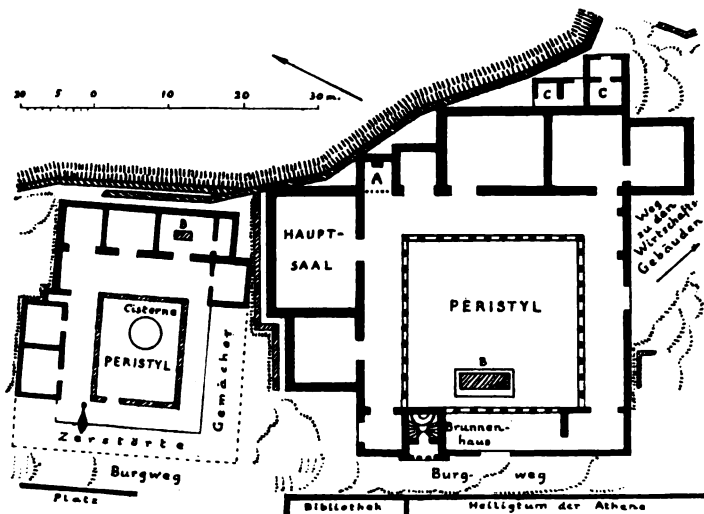 20 5 0 10 20 30 m.
C C
A
B
HAUPT-
SAAL
Weg
zu den
Wirtschafts-
Gebäuden
PERISTYL
Cisterne
PERISTYL
Gemächer
B
Brunnen-
haus
Zerstörte
Burgweg
Burg- weg
Platz
Bibliothek
Heiligtum der Athena